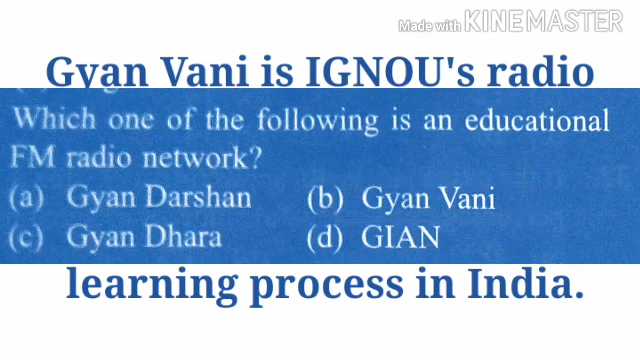 Made with KINEMASTER
Gyan Vani is IGNOU's radio
Which one of the following is an educational
FM radio network?
(a) Gyan Darshan (b) Gyan Vani
(c) Gyan Dhara (d) GIAN
learning process in India.